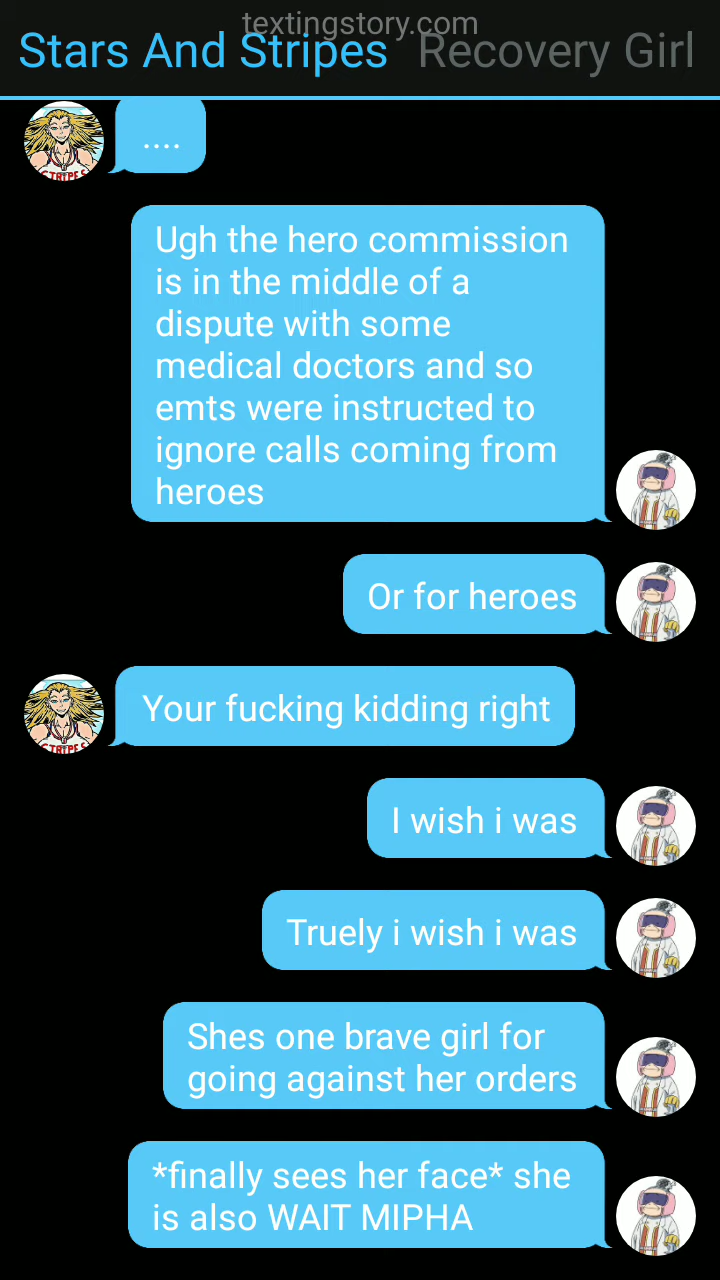 textingstory.com
Stars And Stripes Recovery Girl
....
Ugh the hero commission
is in the middle of a
dispute with some
medical doctors and so
emts were instructed to
ignore calls coming from
heroes
Or for heroes
Your fucking kidding right
I wish i was
Truely i wish i was
Shes one brave girl for
going against her orders
*finally sees her face* she
is also WAIT MIPHA